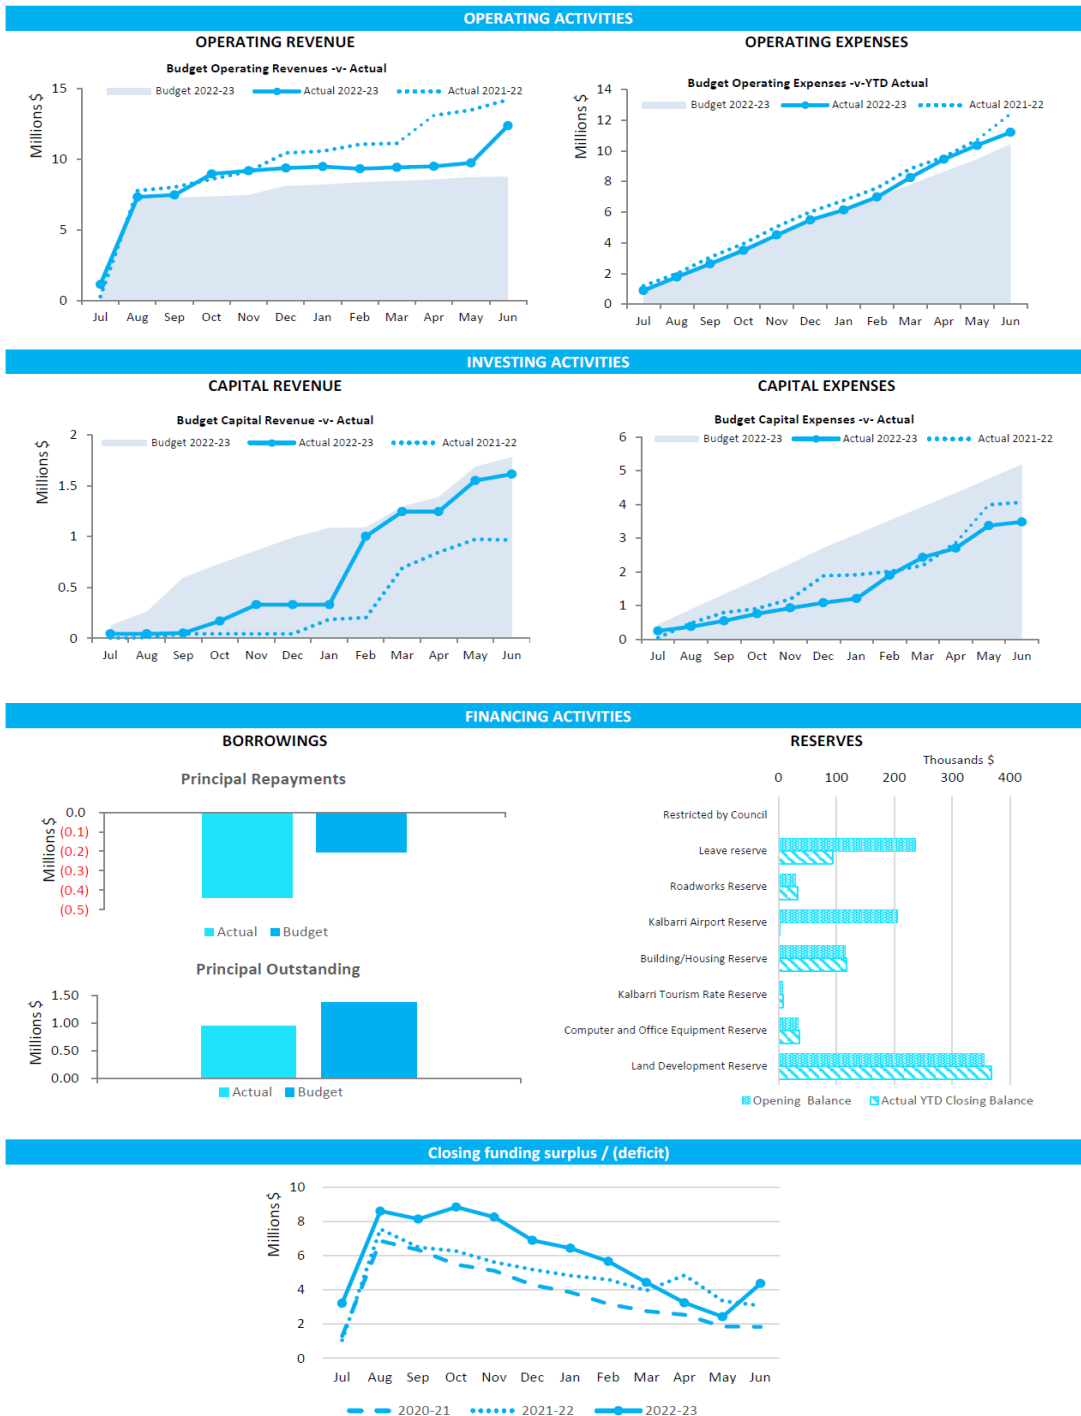 OPERATING ACTIVITIES
OPERATING REVENUE
Budget Operating Revenues -v- Actual
Millions $
Budget 2022-23 Actual 2022-23 Actual 2021-22
15
10
5
0
Jul Aug Sep Oct Nov Dec Jan Feb Mar Apr May Jun
OPERATING EXPENSES
Budget Operating Expenses -v-YTD Actual
Millions $
Budget 2022-23 Actual 2022-23 Actual 2021-22
14
12
10
8
6
4
2
0
Jul Aug Sep Oct Nov Dec Jan Feb Mar Apr May Jun
INVESTING ACTIVITIES
CAPITAL REVENUE
Budget Capital Revenue -v- Actual
Millions $
Budget 2022-23 Actual 2022-23 Actual 2021-22
2
1.5
1
0.5
0
Jul Aug Sep Oct Nov Dec Jan Feb Mar Apr May Jun
CAPITAL EXPENSES
Budget Capital Expenses -v- Actual
Budget 2022-23 Actual 2022-23 Actual 2021-22
6
5
4
3
2
1
0
Jul Aug Sep Oct Nov Dec Jan Feb Mar Apr May Jun
FINANCING ACTIVITIES
BORROWINGS
Principal Repayments
Millions $
0.0
(0.1)
(0.2)
(0.3)
(0.4)
(0.5)
Actual Budget
Principal Outstanding
Millions $
1.50
1.00
0.50
0.00
Actual Budget
RESERVES
Thousands $
0 100 200 300 400
Restricted by Council
Leave reserve
Roadworks Reserve
Kalbarri Airport Reserve
Building/Housing Reserve
Kalbarri Tourism Rate Reserve
Computer and Office Equipment Reserve
Land Development Reserve
Opening Balance Actual YTD Closing Balance
Closing funding surplus / (deficit)
Millions $
10
8
6
4
2
0
Jul Aug Sep Oct Nov Dec Jan Feb Mar Apr May Jun
2020-21 2021-22 2022-23